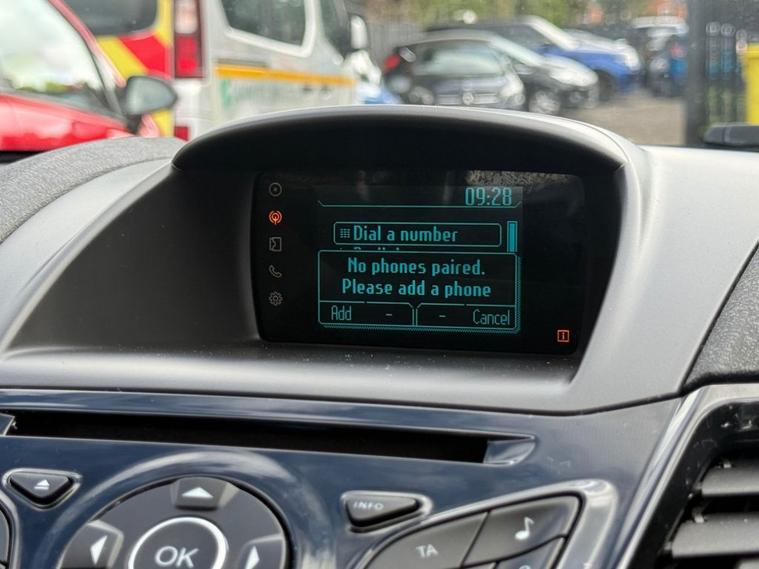 09:28
Dial a number
No phones paired.
Please add a phone
Add - - Cancel
i
INFO
OK
TA